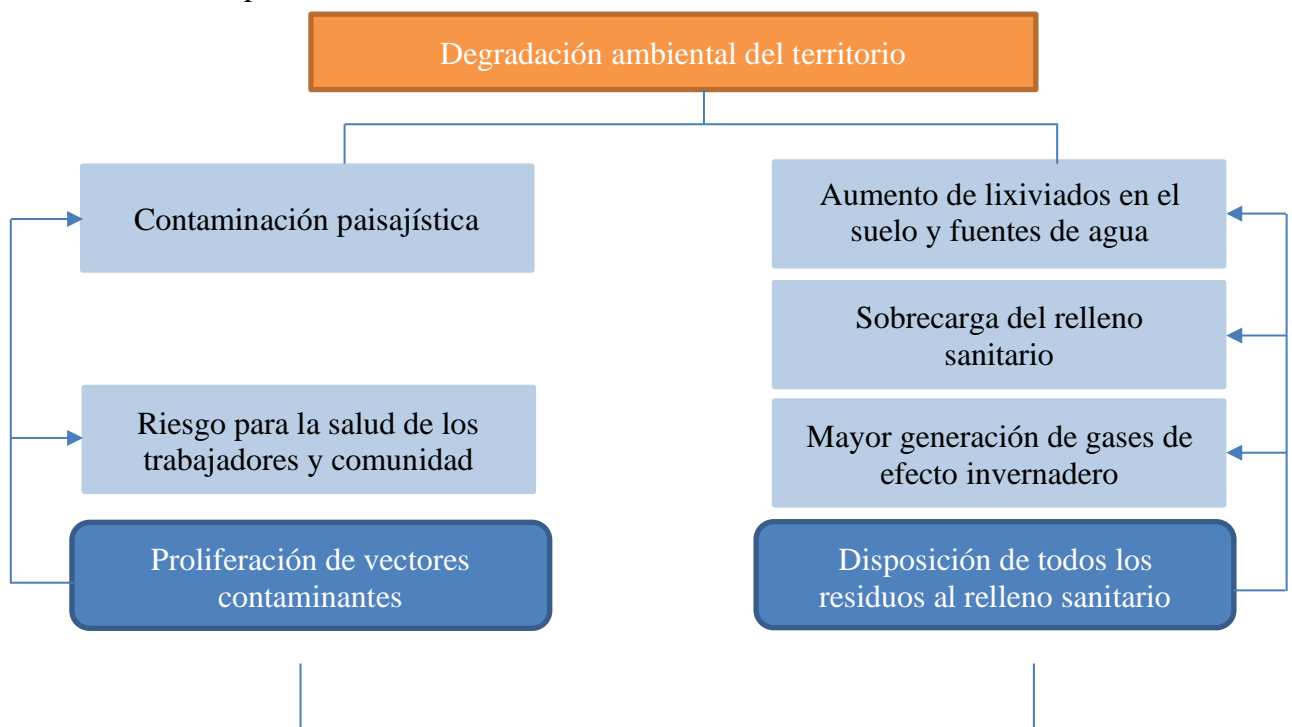 Degradación ambiental del territorio
Contaminación paisajística
Aumento de lixiviados en el
suelo y fuentes de agua
Sobrecarga del relleno
sanitario
Riesgo para la salud de los
trabajadores y comunidad
Mayor generación de gases de
efecto invernadero
Proliferación de vectores
contaminantes
Disposición de todos los
residuos al relleno sanitario